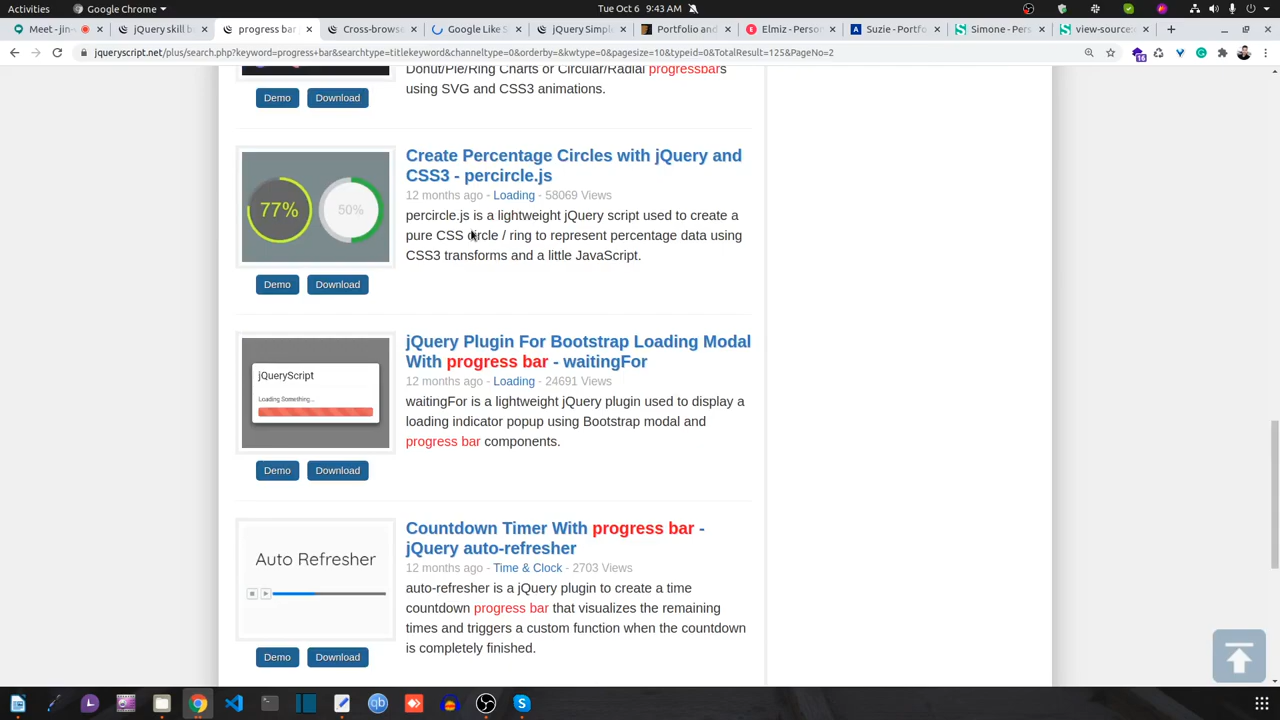 Activities
Google Chrome
Tue Oct 6 9:43 AM
Meet - jn
jQuery skill b
progress bar
Cross-browse
Google Like S
jQuery Simple
Portfolio and
Elmiz - Person
Suzie - Portfo
Simone - Pers
view-source:
jqueryscript.net/plus/search.php?keyword=progress+bar&searchtype=titlekeyword&channeltype=0&orderby=&kwtype=0&pagesize=10&typeid=0&TotalResult=125&PageNo=2
16
Donut/Pie/Ring Charts or Circular/Radial progressbars
using SVG and CSS3 animations.
Demo
Download
Create Percentage Circles with jQuery and
CSS3 - percircle.js
12 months ago - Loading - 58069 Views
percircle.js is a lightweight jQuery script used to create a
pure CSS circle / ring to represent percentage data using
CSS3 transforms and a little JavaScript.
77%
50%
Demo
Download
jQuery Plugin For Bootstrap Loading Modal
With progress bar - waitingFor
12 months ago - Loading - 24691 Views
waitingFor is a lightweight jQuery plugin used to display a
loading indicator popup using Bootstrap modal and
progress bar components.
jQueryScript
Loading Something...
Demo
Download
Countdown Timer With progress bar -
jQuery auto-refresher
12 months ago - Time & Clock - 2703 Views
auto-refresher is a jQuery plugin to create a time
countdown progress bar that visualizes the remaining
times and triggers a custom function when the countdown
is completely finished.
Auto Refresher
Demo
Download